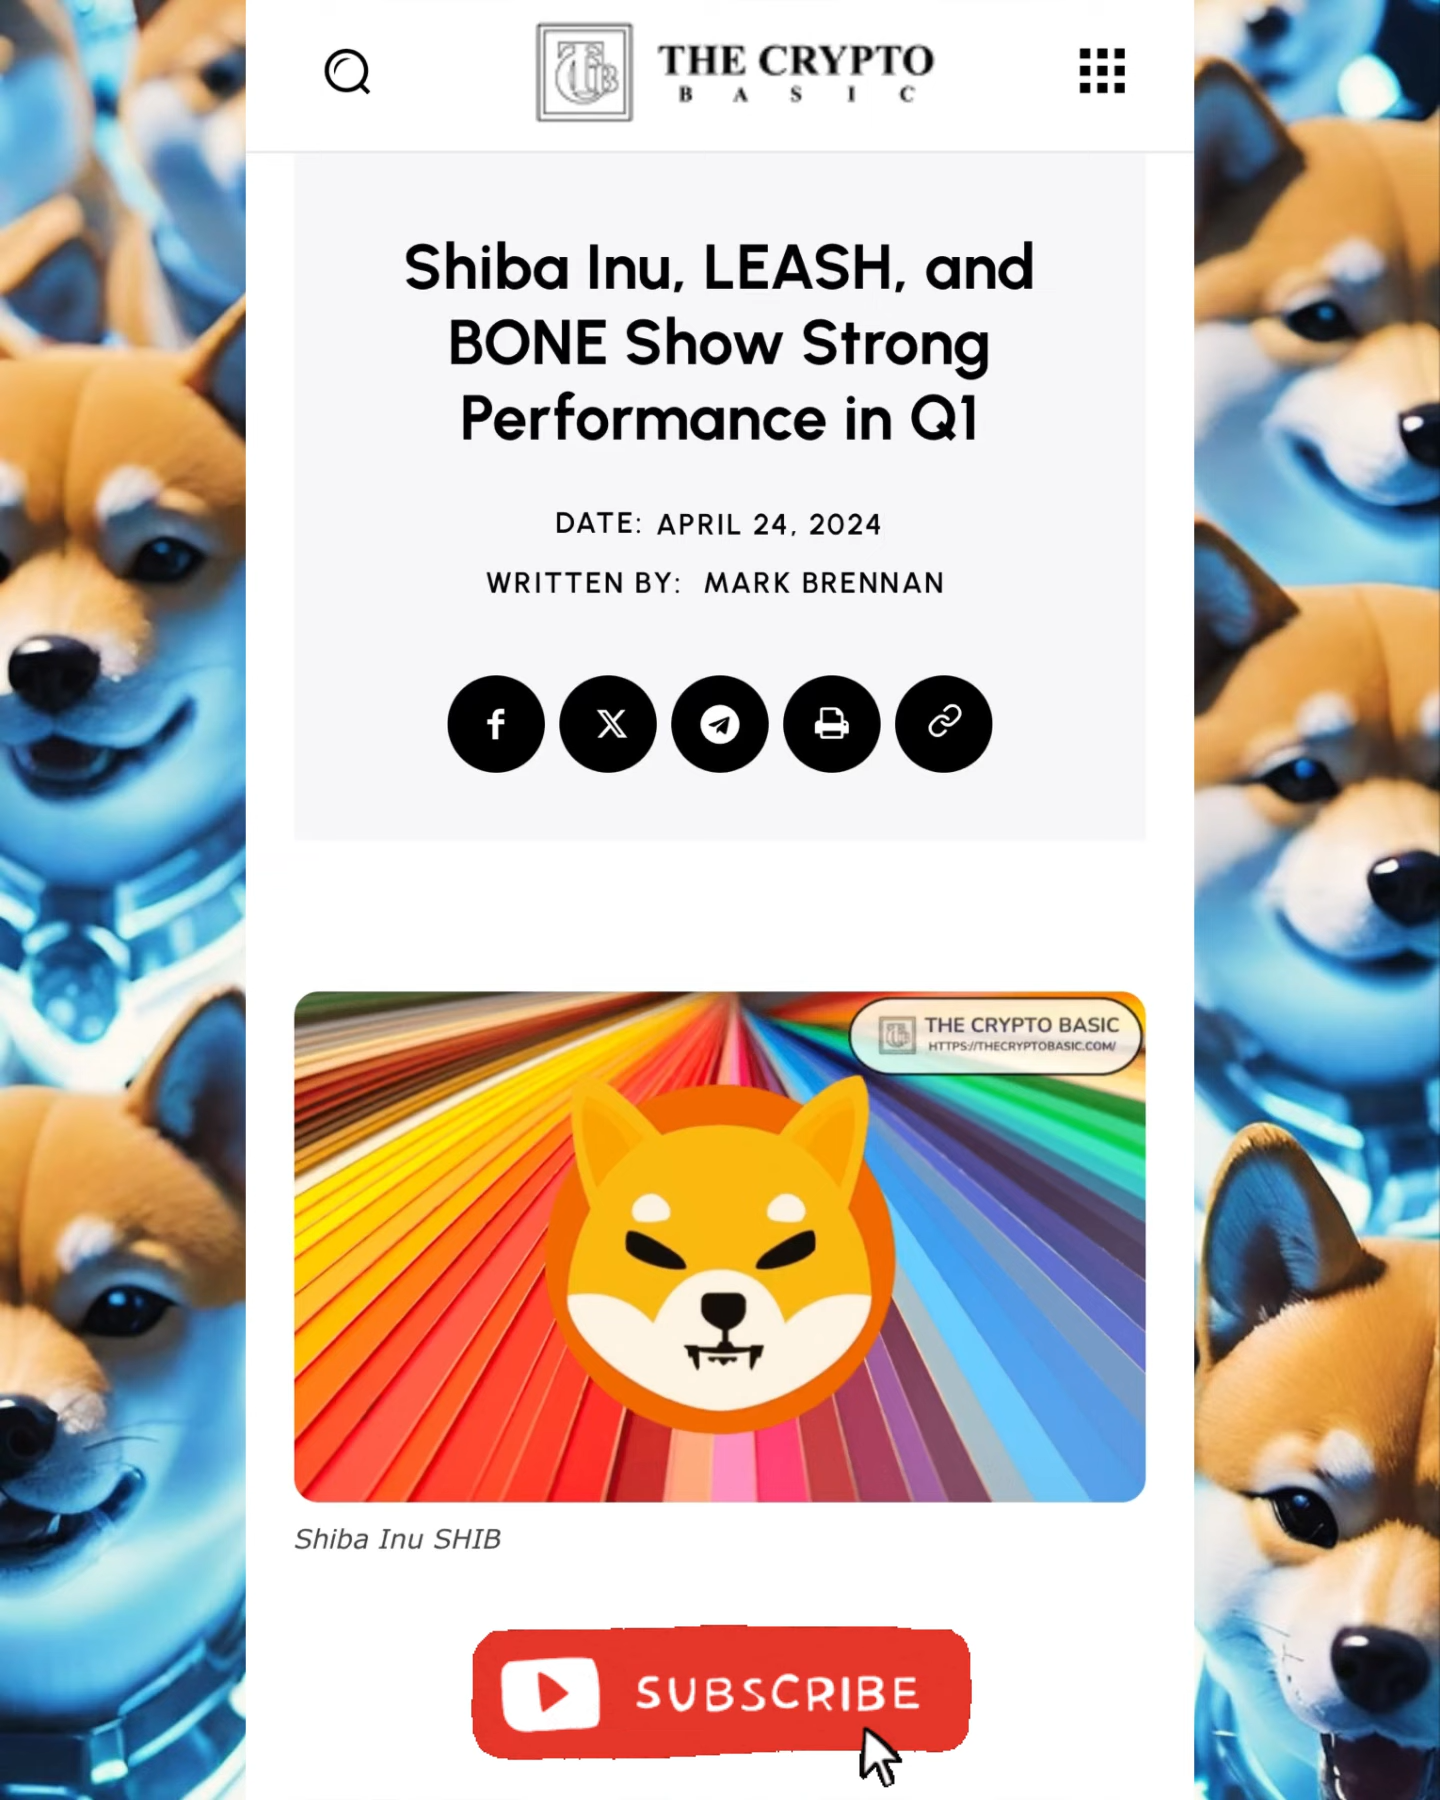 THE CRYPTO
BASIC
Shiba Inu, LEASH, and
BONE Show Strong
Performance in Q1
DATE: APRIL 24, 2024
WRITTEN BY: MARK BRENNAN
THE CRYPTO BASIC
HTTPS://THECRYPTOBASIC.COM/
Shiba Inu SHIB
SUBSCRIBE